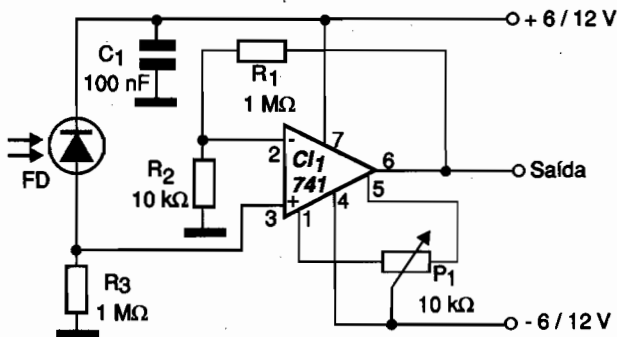 + 6 / 12 V
C1
100 nF
R1
1 MΩ
FD
R2
10 kΩ
-
2
CI1
741
+
3
7
6
5
4
1
Saída
P1
10 kΩ
R3
1 MΩ
- 6 / 12 V